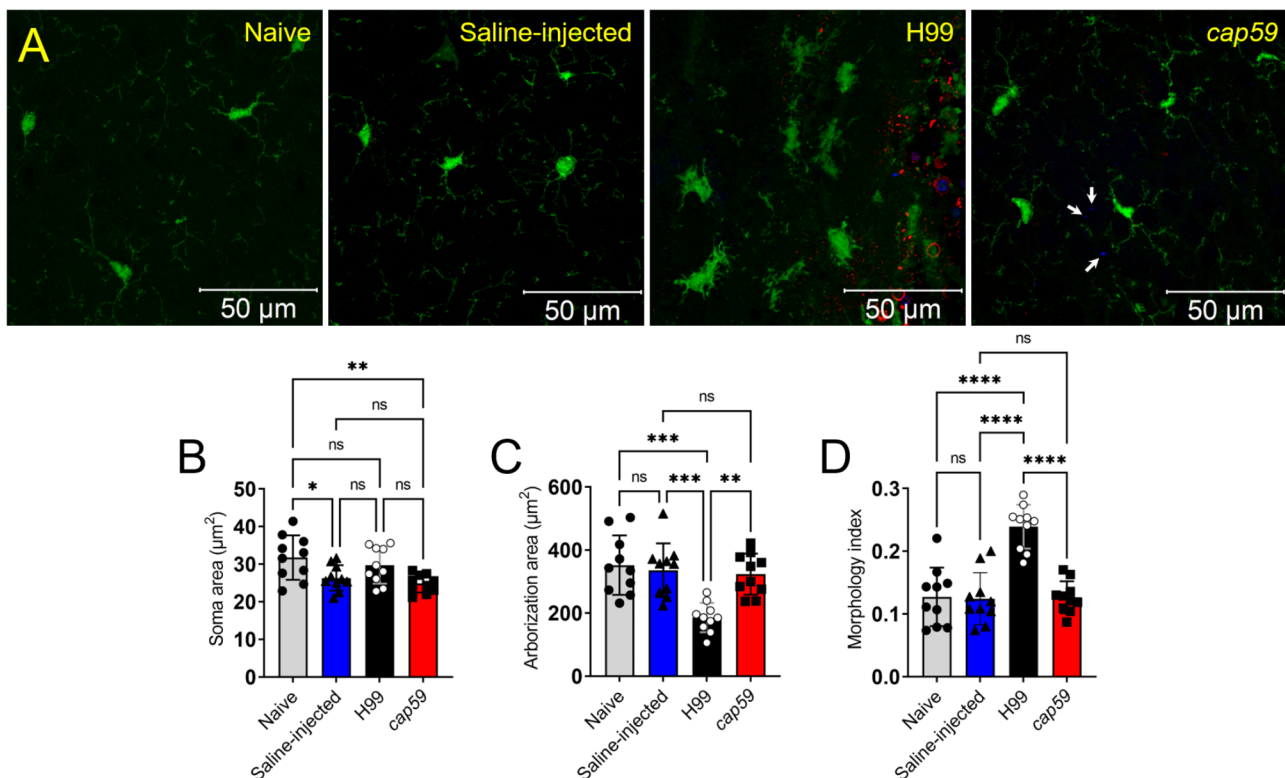 A
Naive
Saline-injected
H99
cap59
50 µm
50 µm
50 µm
50 µm
B
**
ns
ns
*
ns
ns
Soma area (µm²)
50
40
30
20
10
0
Naive
Saline-injected
H99
cap59
C
ns
***
ns
***
**
Arborization area (µm²)
600
400
200
0
Naive
Saline-injected
H99
cap59
D
ns
****
****
ns
****
Morphology index
0.3
0.2
0.1
0.0
Naive
Saline-injected
H99
cap59